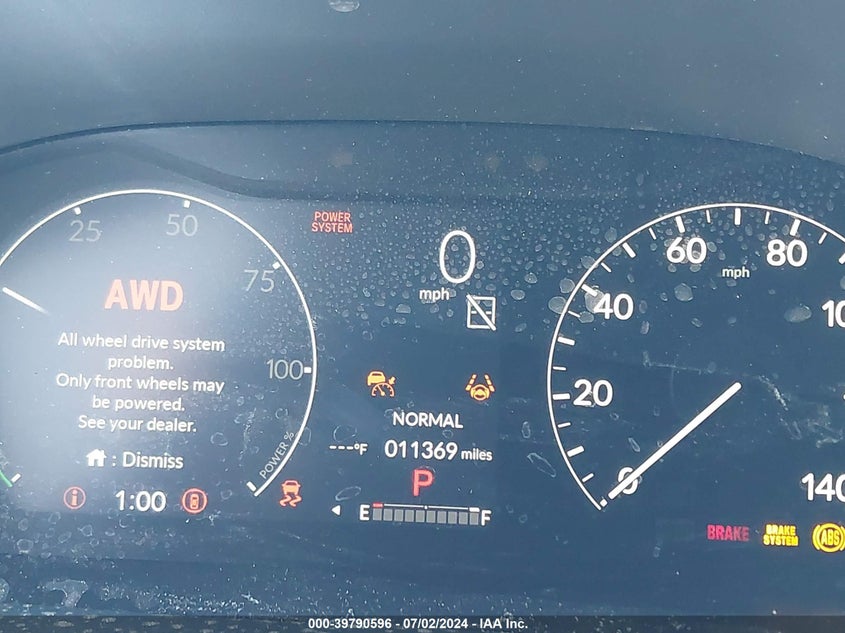 25
50
75
100
POWER %
AWD
All wheel drive system
problem.
Only front wheels may
be powered.
See your dealer.
: Dismiss
1:00
POWER
SYSTEM
0
mph
NORMAL
---°F 011369 miles
P
E F
0
20
40
60
80
mph
10
140
BRAKE
BRAKE
SYSTEM
ABS
000-39790596 - 07/02/2024 - IAA Inc.